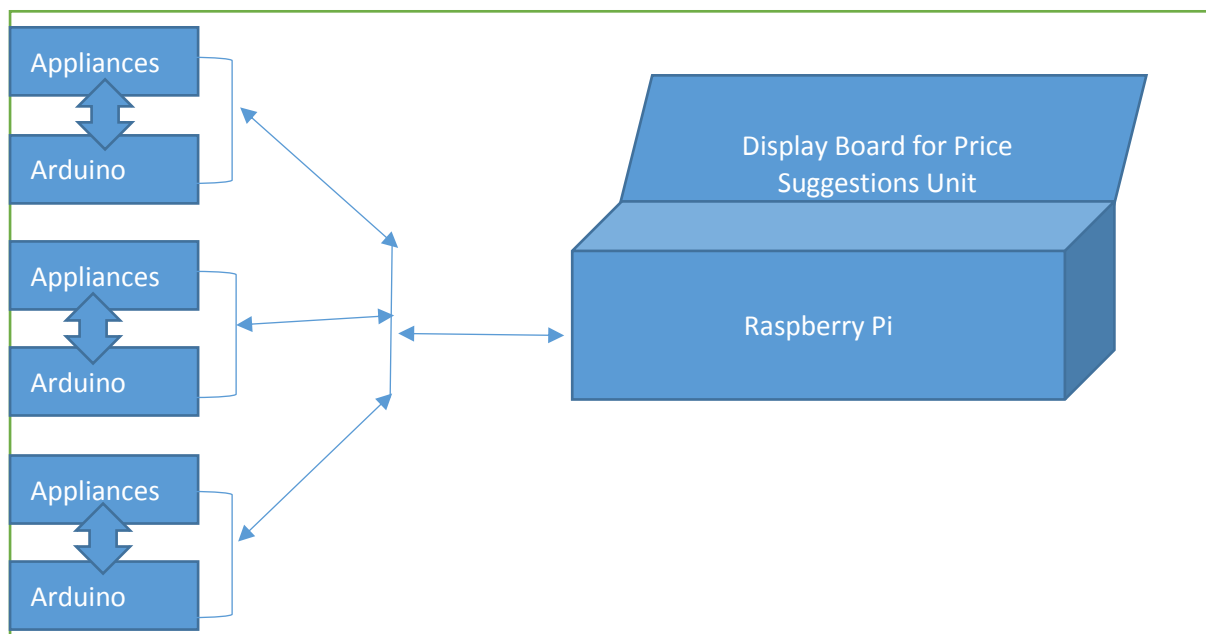 Appliances
Arduino
Appliances
Arduino
Appliances
Arduino
Display Board for Price
Suggestions Unit
Raspberry Pi